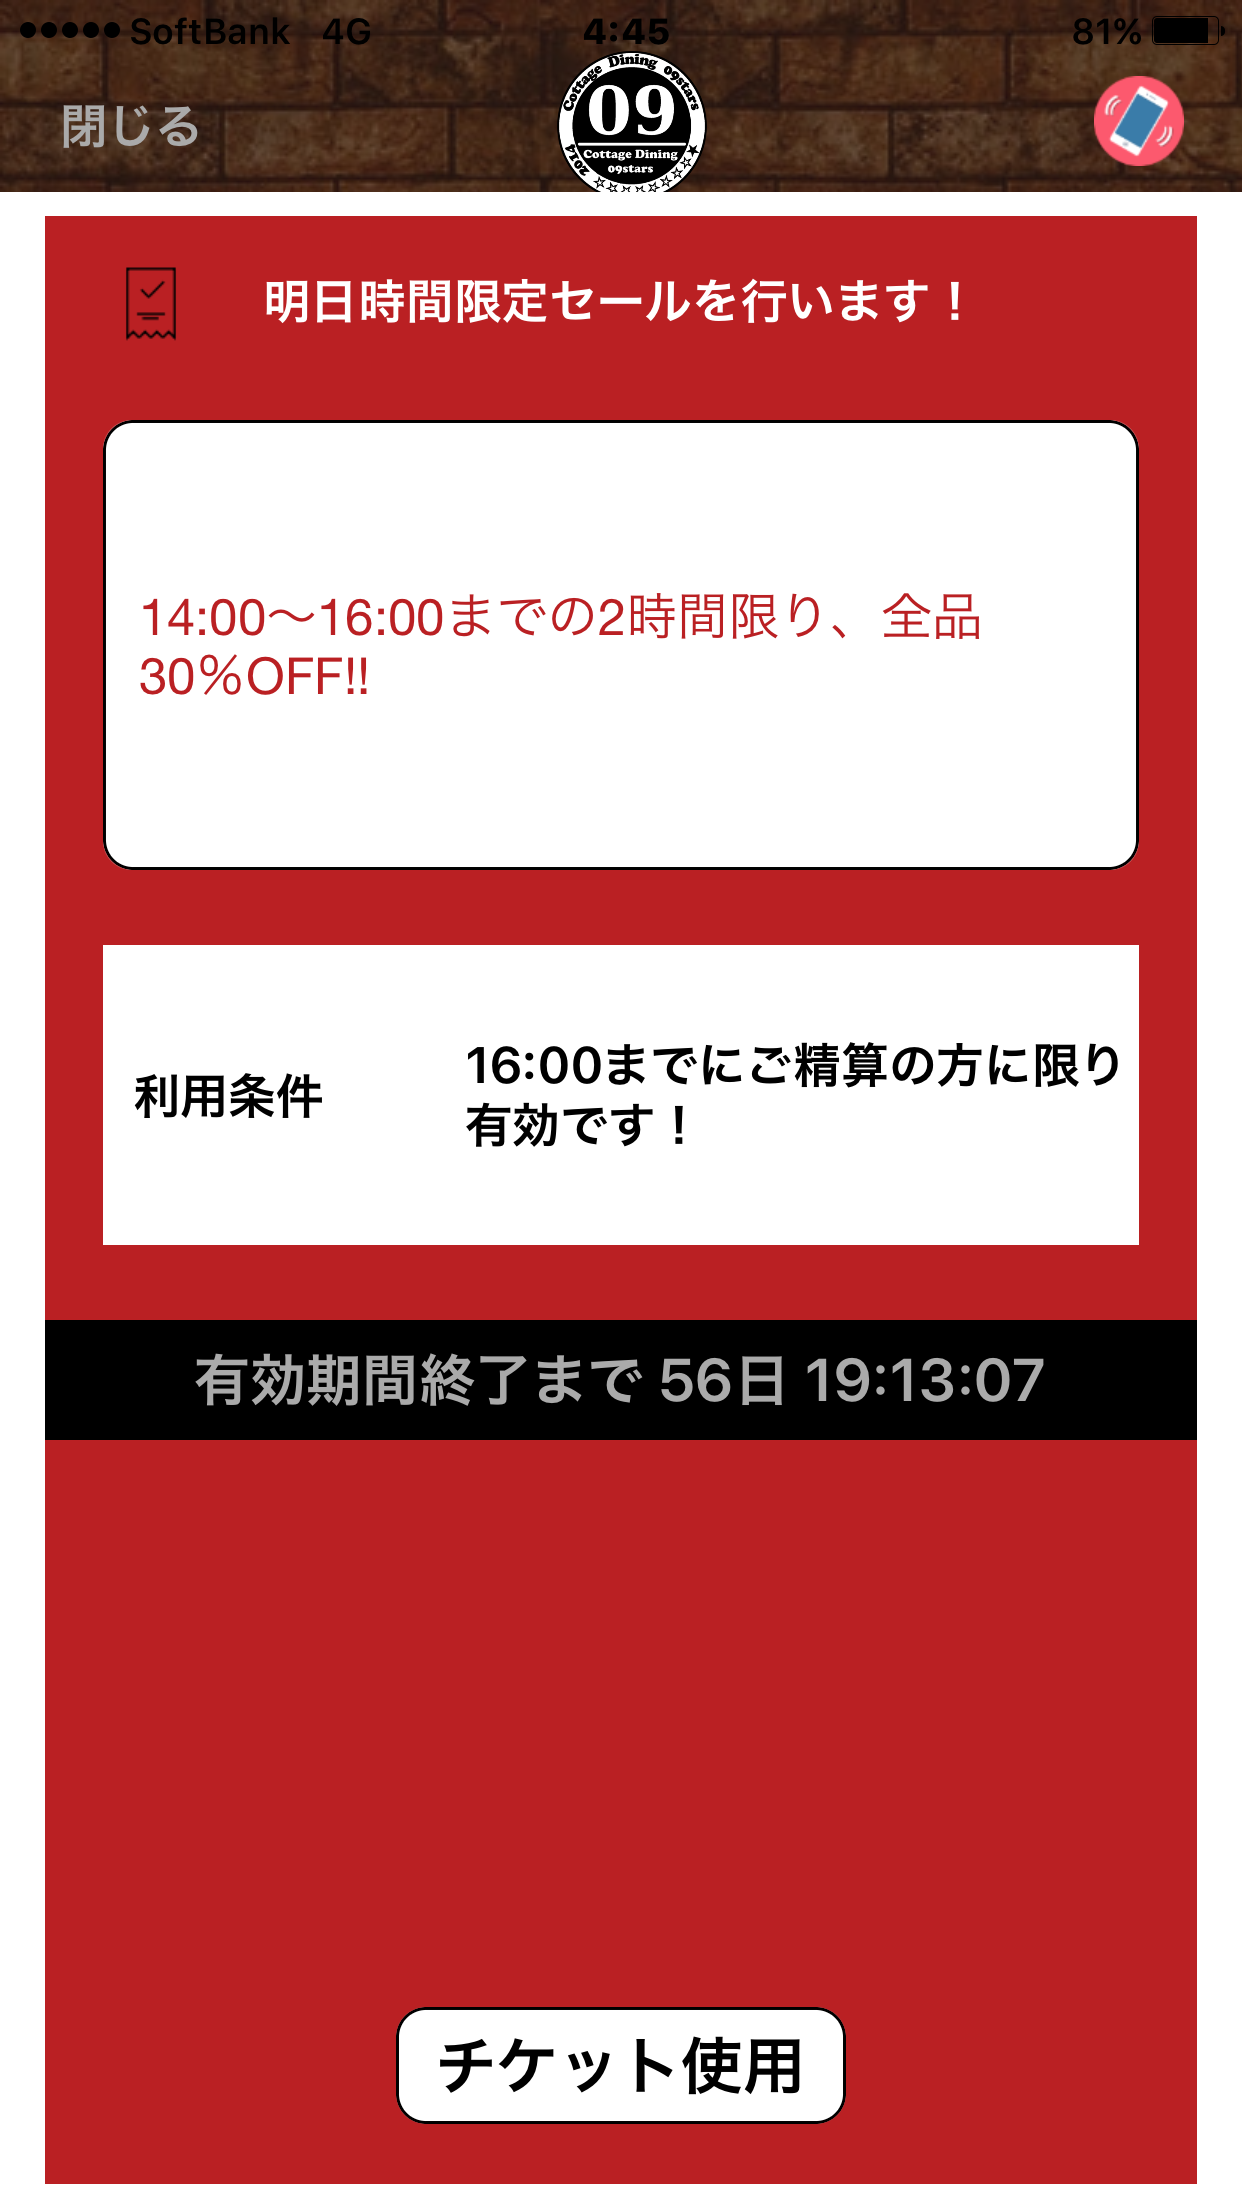 SoftBank 4G 4:45 81%
閉じる
Cottage Dining 09stars
09
Cottage Dining
09stars
2014
明日時間限定セールを行います！
14:00〜16:00までの2時間限り、全品
30%OFF!!
利用条件
16:00までにご精算の方に限り
有効です！
有効期間終了まで 56日 19:13:07
チケット使用